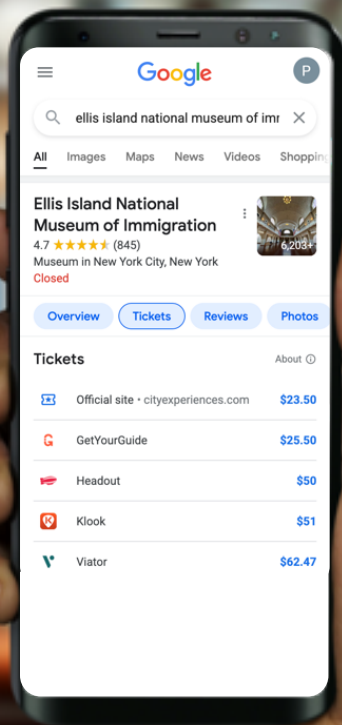 Google
P
ellis island national museum of imr
All Images Maps News Videos Shopping
Ellis Island National
Museum of Immigration
6,203+
4.7 (845)
Museum in New York City, New York
Closed
Overview Tickets Reviews Photos
Tickets About
Official site • cityexperiences.com $23.50
G GetYourGuide $25.50
Headout $50
K Klook $51
Viator $62.47